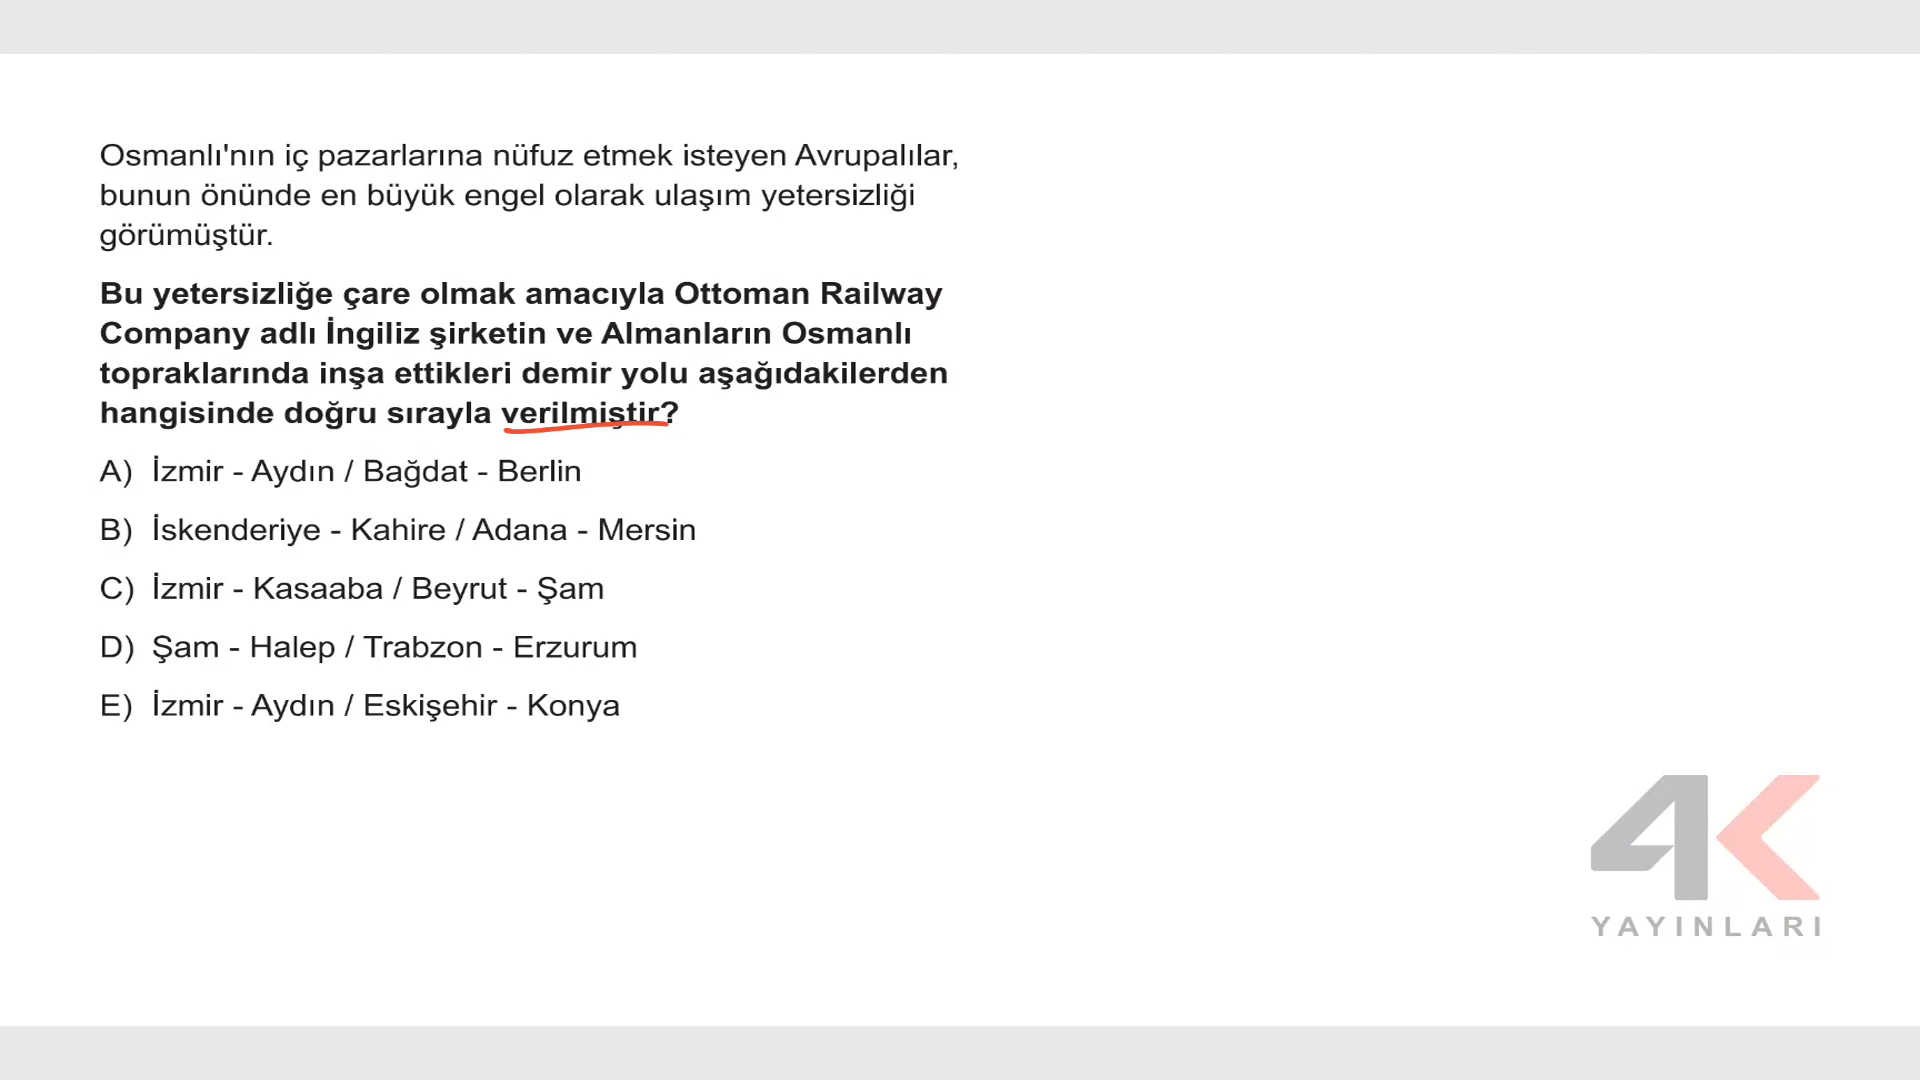 Osmanlı'nın iç pazarlarına nüfuz etmek isteyen Avrupalılar,
bunun önünde en büyük engel olarak ulaşım yetersizliği
görümüştür.
Bu yetersizliğe çare olmak amacıyla Ottoman Railway
Company adlı İngiliz şirketin ve Almanların Osmanlı
topraklarında inşa ettikleri demir yolu aşağıdakilerden
hangisinde doğru sırayla verilmiştir?
A) İzmir - Aydın / Bağdat - Berlin
B) İskenderiye - Kahire / Adana - Mersin
C) İzmir - Kasaaba / Beyrut - Şam
D) Şam - Halep / Trabzon - Erzurum
E) İzmir - Aydın / Eskişehir - Konya
4K
YAYINLARI